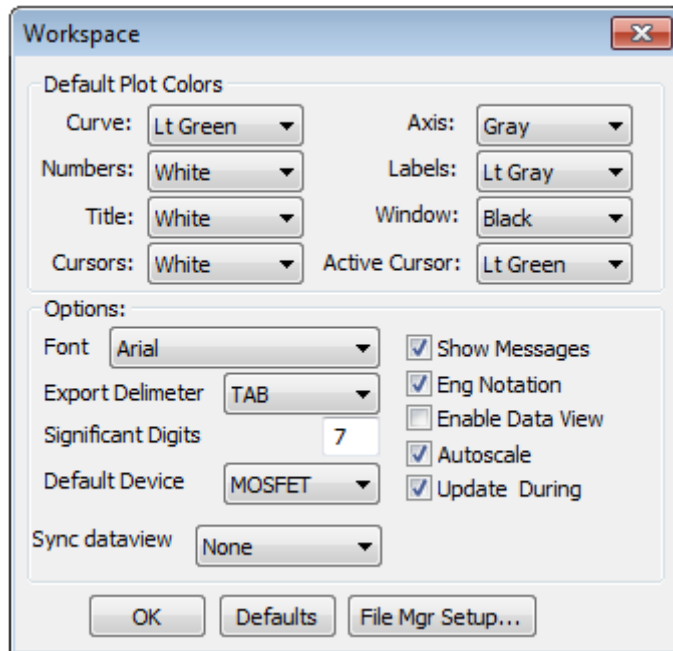 Workspace
Default Plot Colors
Curve: Lt Green Axis: Gray
Numbers: White Labels: Lt Gray
Title: White Window: Black
Cursors: White Active Cursor: Lt Green
Options:
Font Arial Show Messages
Export Delimeter TAB Eng Notation
Enable Data View
Significant Digits 7
Autoscale
Default Device MOSFET Update During
Sync dataview None
OK Defaults File Mgr Setup...